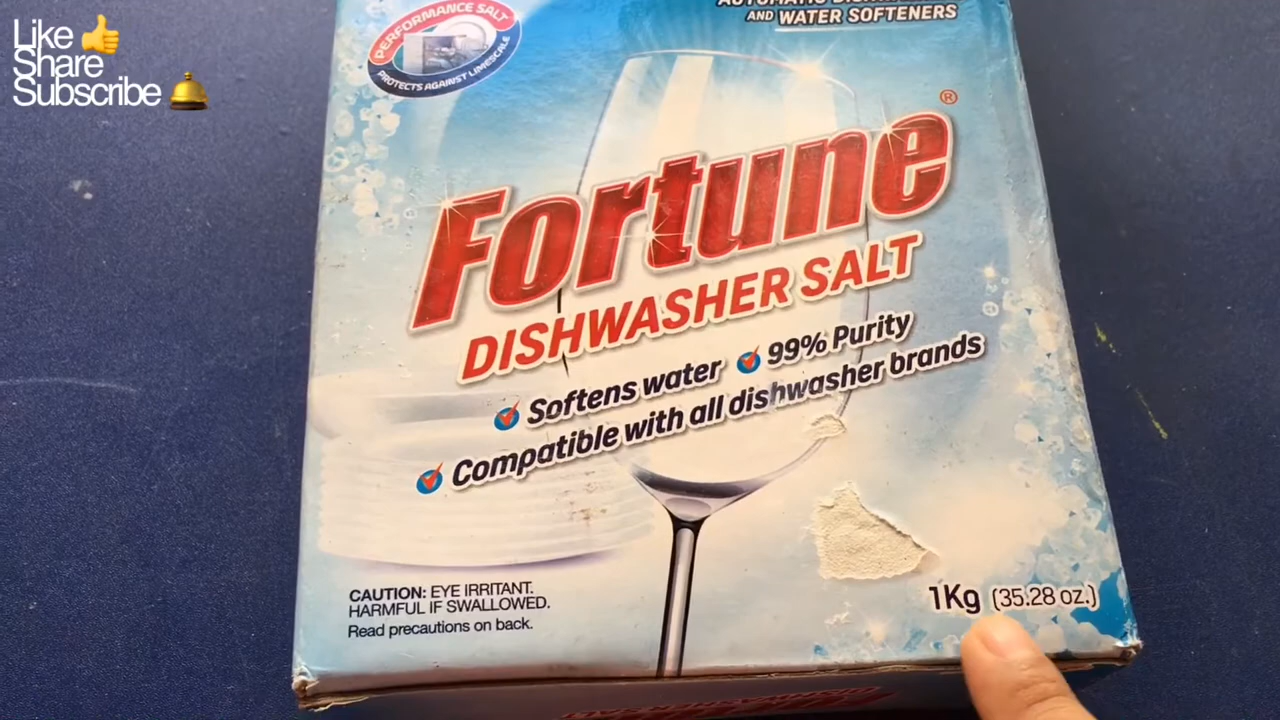 Like 👍
Share
Subscribe 🛎️
PERFORMANCE SALT
PROTECTS AGAINST LIMESCALE
AUTOMATIC
AND WATER SOFTENERS
Fortune®
DISHWASHER SALT
Softens water 99% Purity
Compatible with all dishwasher brands
CAUTION: EYE IRRITANT.
HARMFUL IF SWALLOWED.
Read precautions on back.
1Kg (35.28 oz.)